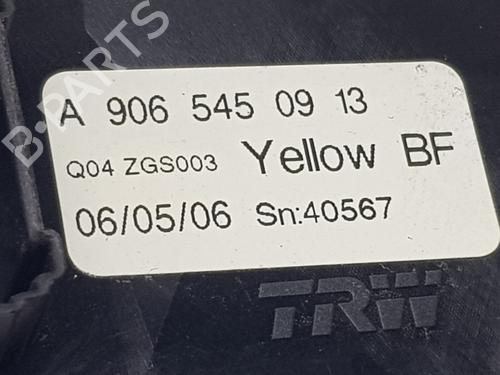 B-PARTS
A 906 545 09 13
Q04 ZGS003 Yellow BF
06/05/06 Sn:40567
TRW